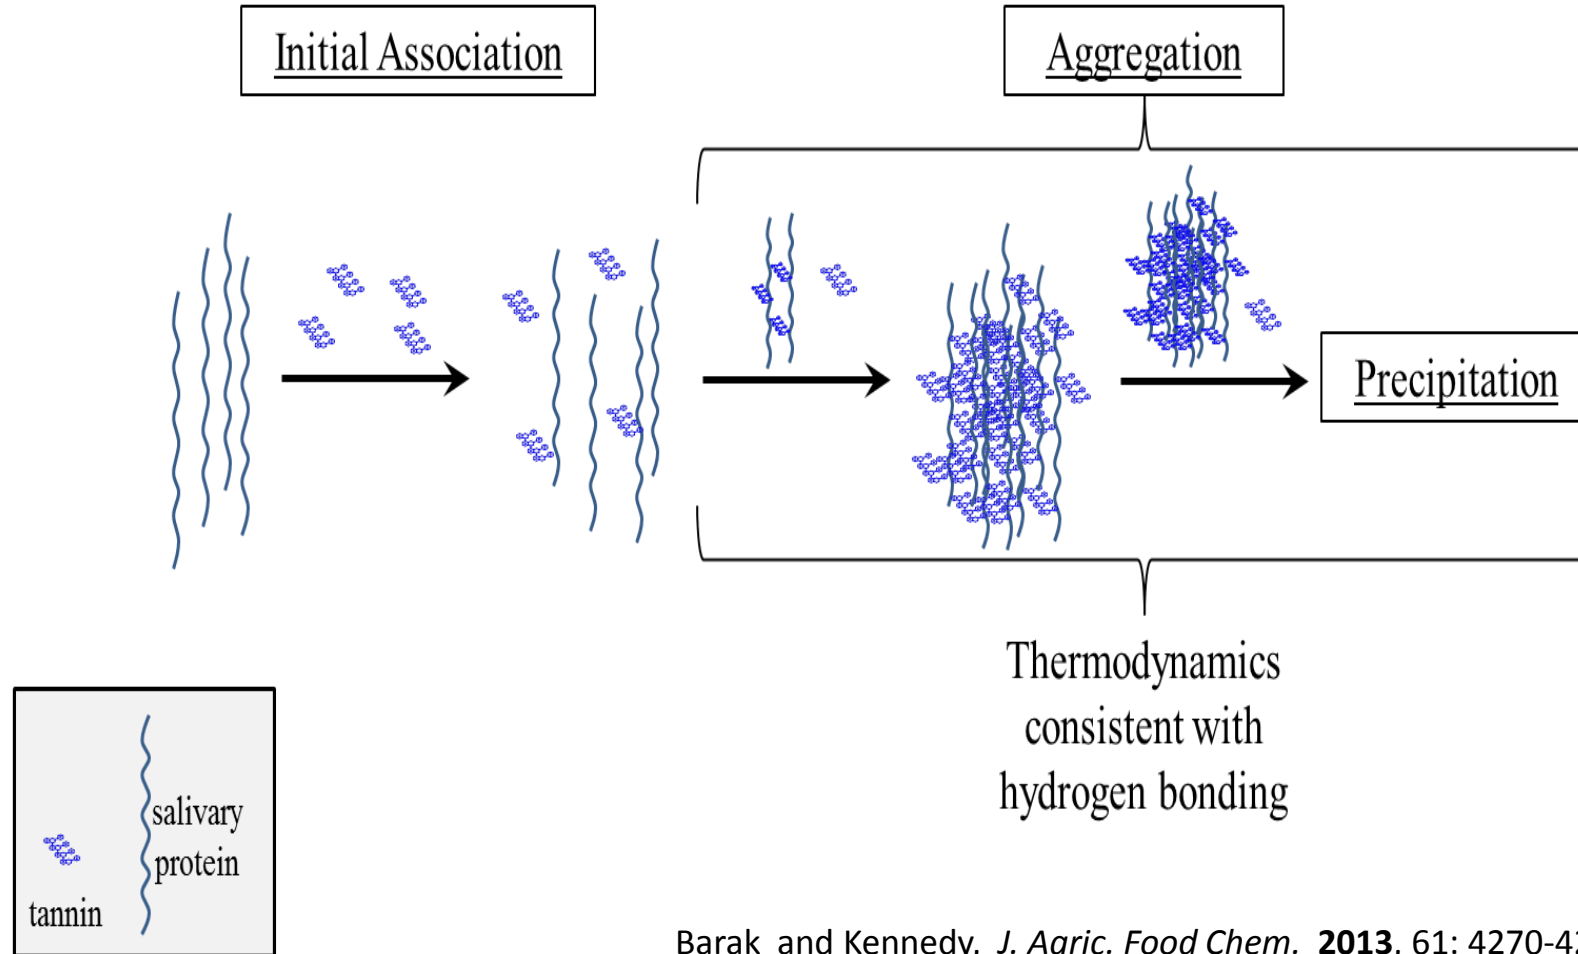 Initial Association
Aggregation
Precipitation
Thermodynamics
consistent with
hydrogen bonding
salivary
protein
tannin
Barak and Kennedy. J. Agric. Food Chem. 2013. 61: 4270-42